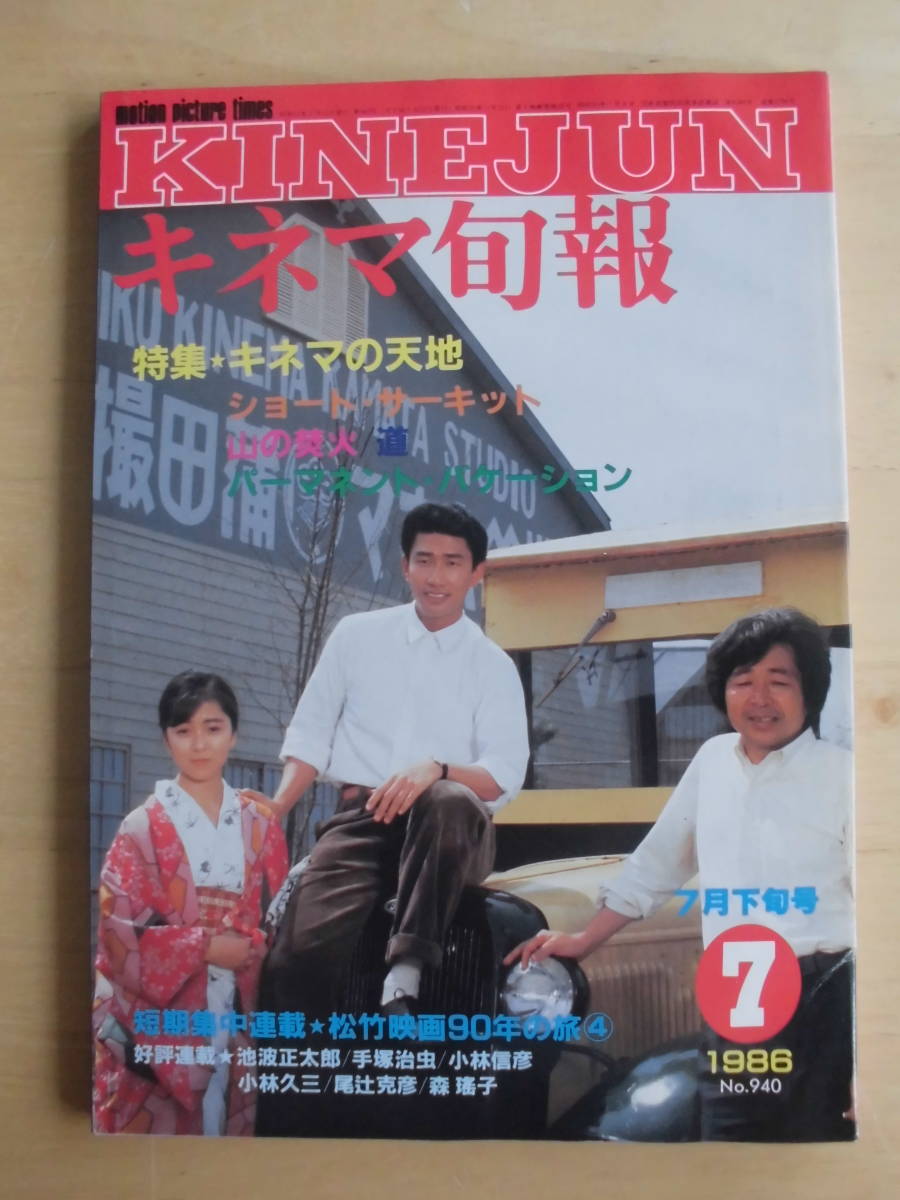 motion picture times
KINEJUN
キネマ旬報
特集★キネマの天地
ショート・サーキット
山の焚火/道
パーマネント・バケーション
IKU KINEMA KAMATA STUDIO
撮田蒲
7月下旬号
7
1986
No.940
短期集中連載★松竹映画90年の旅④
好評連載★池波正太郎/手塚治虫/小林信彦
小林久三/尾辻克彦/森 瑤子